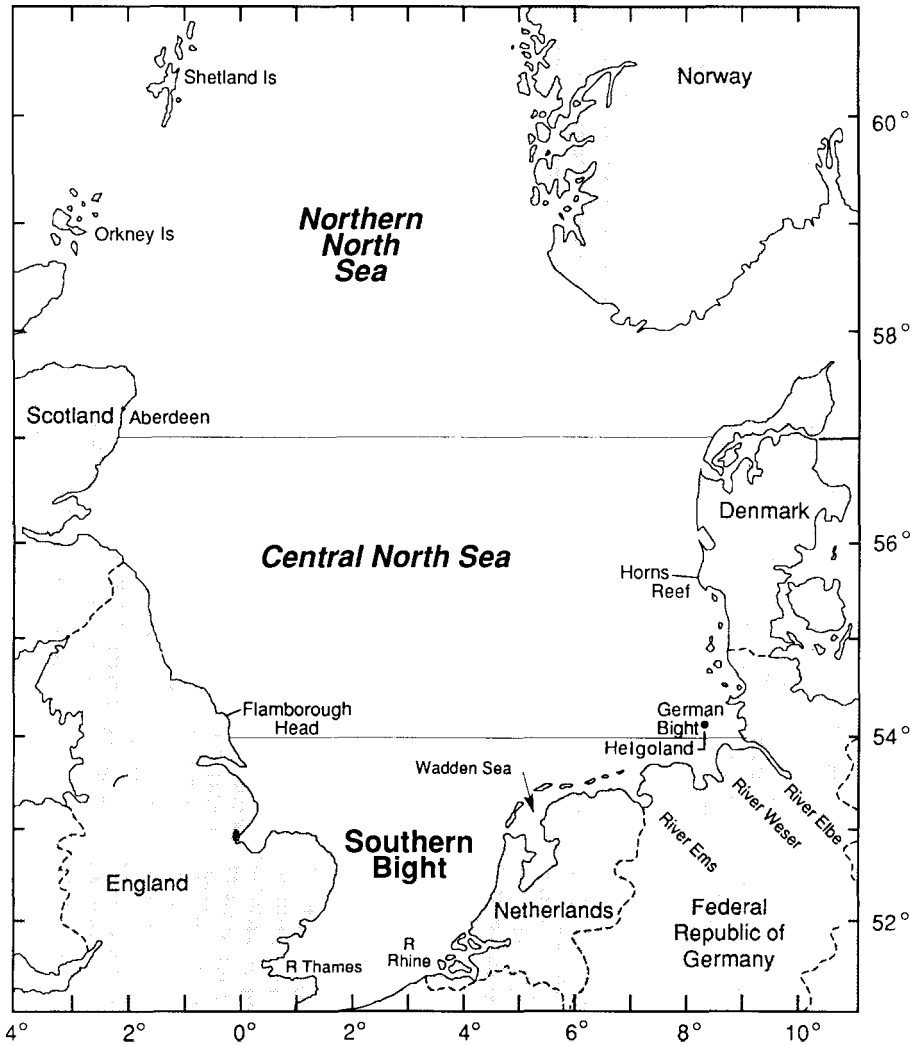 Shetland Is
Norway
60°
Northern
North
Sea
Orkney Is
58°
Scotland
Aberdeen
Denmark
Central North Sea
56°
Horns
Reef
Flamborough
Head
German
Bight
Helgoland
54°
Wadden Sea
River Elbe
River Weser
River Ems
Southern
Bight
England
Netherlands
Federal
Republic of
Germany
52°
R
Rhine
R Thames
4° 2° 0° 2° 4° 6° 8° 10°